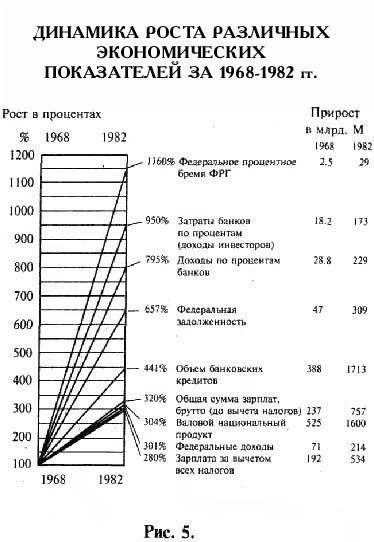 ДИНАМИКА РОСТА РАЗЛИЧНЫХ
ЭКОНОМИЧЕСКИХ
ПОКАЗАТЕЛЕЙ ЗА 1968-1982 гг.
Рост в процентах
Прирост
в млрд. М
% 1968 1982
1968 1982
1200
1100
1000
900
800
700
600
500
400
300
200
100
1968 1982
1160% Федеральное процентное 2.5 29
бремя ФРГ
950% Затраты банков 18.2 173
по процентам
(доходы инвесторов)
795% Доходы по процентам 28.8 229
банков
657% Федеральная 47 309
задолженность
441% Объем банковских 388 1713
кредитов
320% Общая сумма зарплат,
брутто (до вычета налогов) 237 757
304% Валовой национальный 525 1600
продукт
301% Федеральные доходы 71 214
280% Зарплата за вычетом 192 534
всех налогов
Рис. 5.